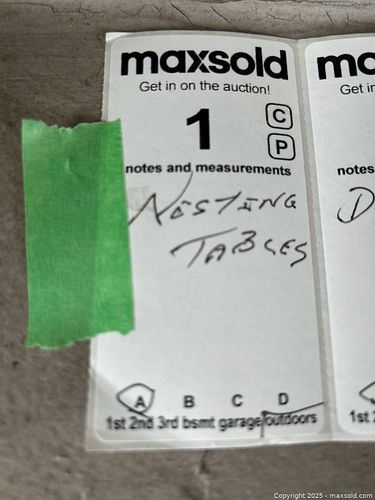 maxsold
Get in on the auction!
1
C
P
notes and measurements
NESTING
TABLES
A B C D
1st 2nd 3rd bsmt garage outdoors
mo
Get in
notes
D
1st
Copyright © 2025 - maxsold.com